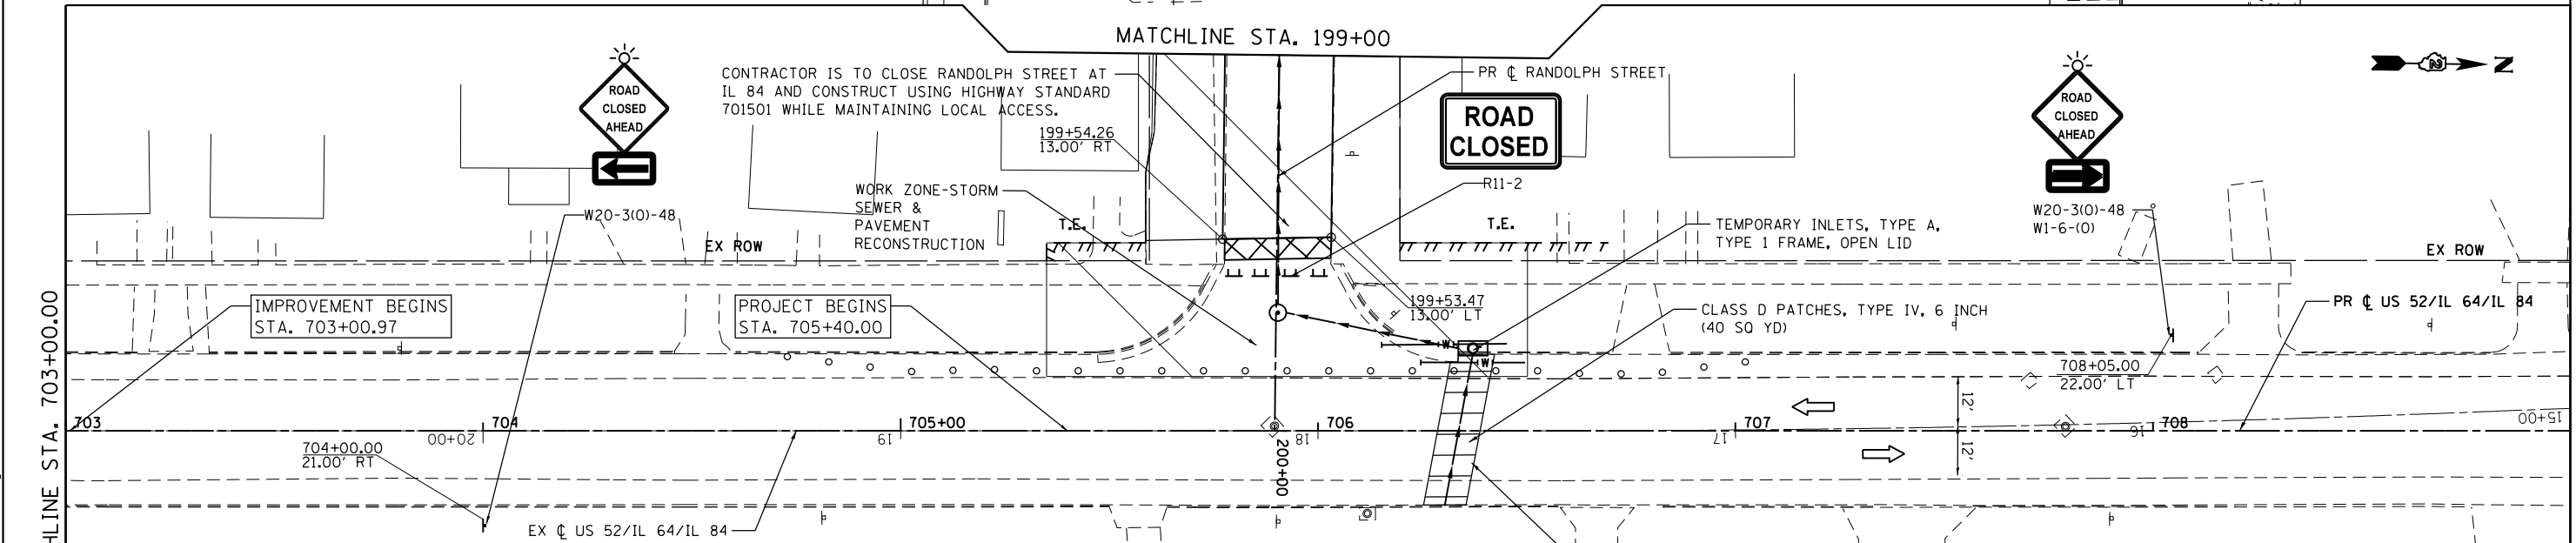 MATCHLINE STA. 199+00
CONTRACTOR IS TO CLOSE RANDOLPH STREET AT
IL 84 AND CONSTRUCT USING HIGHWAY STANDARD
701501 WHILE MAINTAINING LOCAL ACCESS.
PR ℄ RANDOLPH STREET
N
ROAD
CLOSED
AHEAD
ROAD
CLOSED
ROAD
CLOSED
AHEAD
199+54.26
13.00' RT
WORK ZONE-STORM
SEWER &
PAVEMENT
RECONSTRUCTION
R11-2
W20-3(O)-48
W20-3(O)-48
W1-6-(O)
T.E.
T.E.
TEMPORARY INLETS, TYPE A,
TYPE 1 FRAME, OPEN LID
EX ROW
EX ROW
IMPROVEMENT BEGINS
STA. 703+00.97
PROJECT BEGINS
STA. 705+40.00
199+53.47
13.00' LT
CLASS D PATCHES, TYPE IV, 6 INCH
(40 SQ YD)
PR ℄ US 52/IL 64/IL 84
W
W
708+05.00
22.00' LT
12'
12'
703
704
705+00
706
707
708
20+00
19
18
17
16
15+00
200+00
704+00.00
21.00' RT
EX ℄ US 52/IL 64/IL 84
HLINE STA. 703+00.00